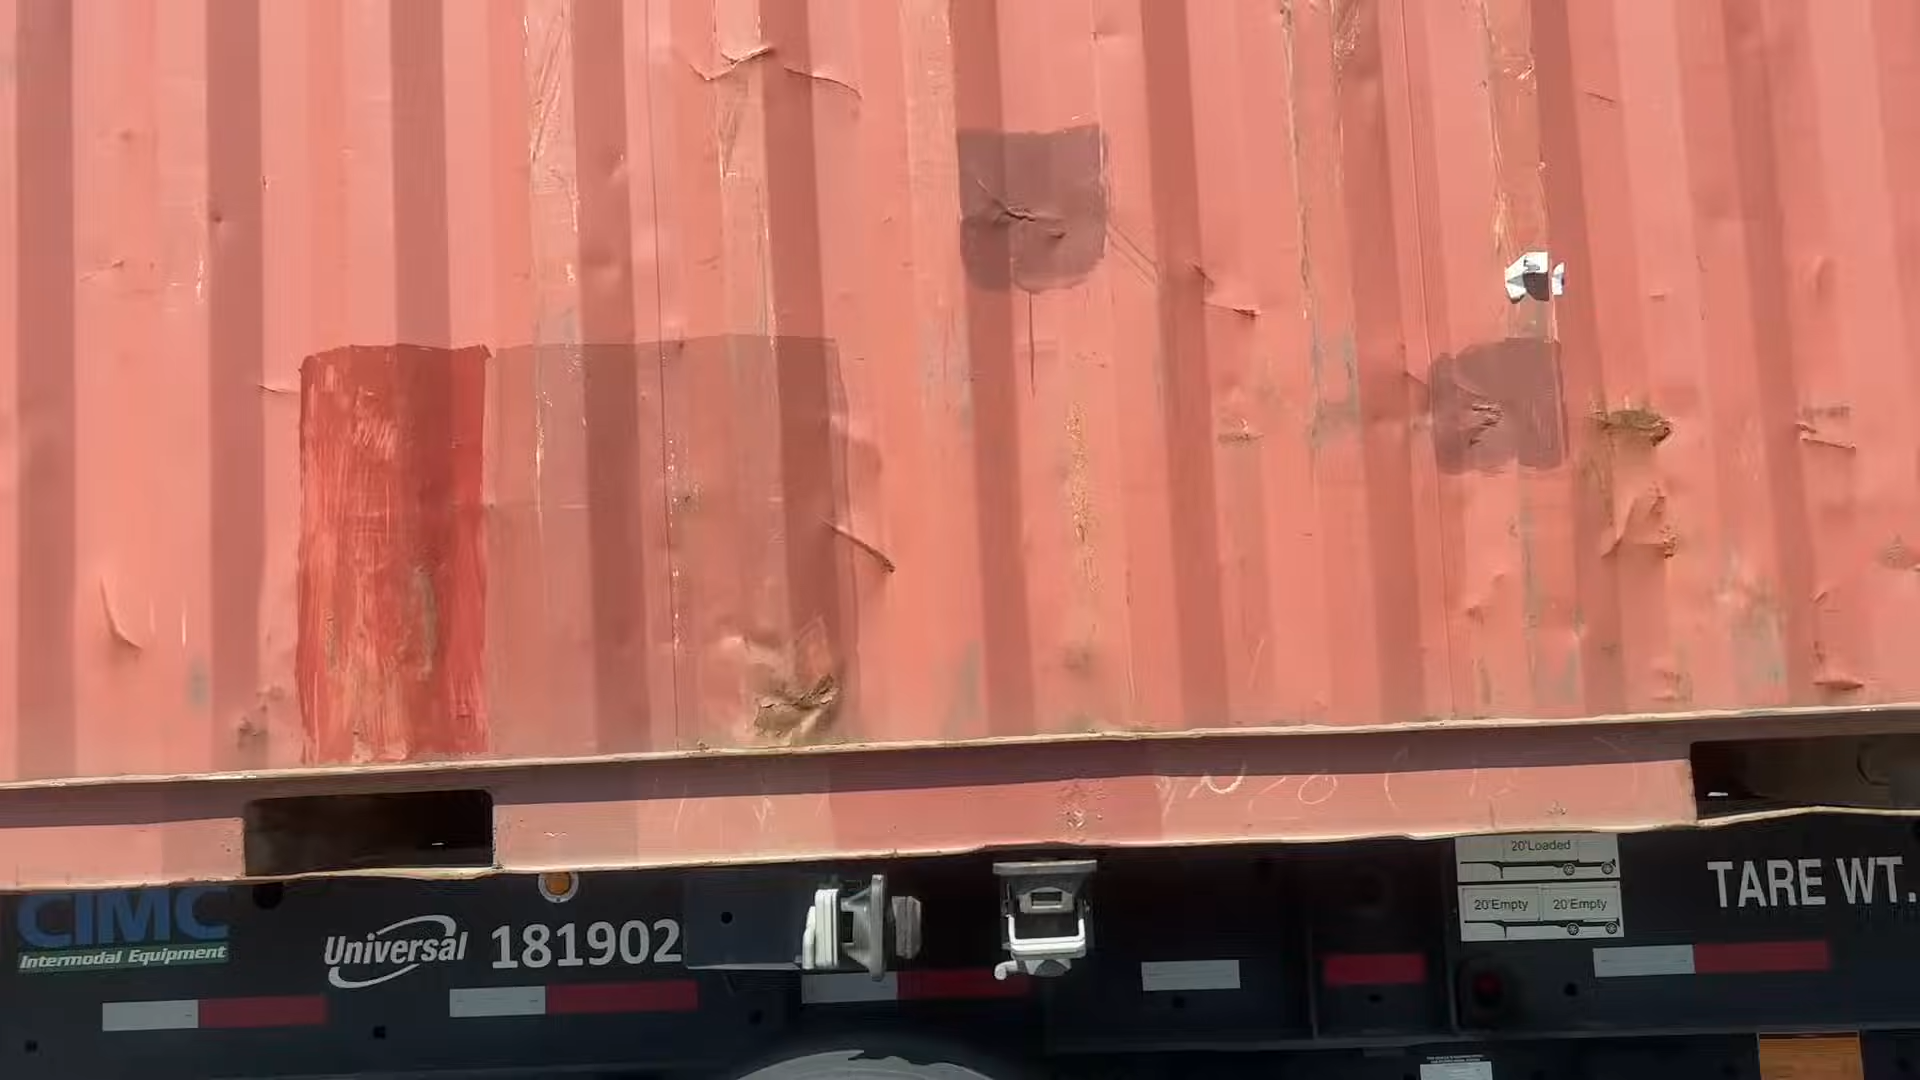 20'Loaded
20'Empty 20'Empty
TARE WT.
CIMC
Intermodal Equipment
Universal 181902